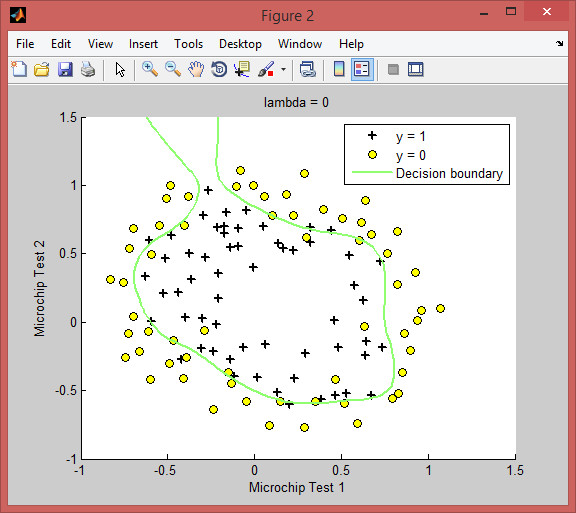 Figure 2
File Edit View Insert Tools Desktop Window Help
lambda = 0
y = 1
y = 0
Decision boundary
1.5
1
0.5
0
-0.5
-1
Microchip Test 2
-1 -0.5 0 0.5 1 1.5
Microchip Test 1